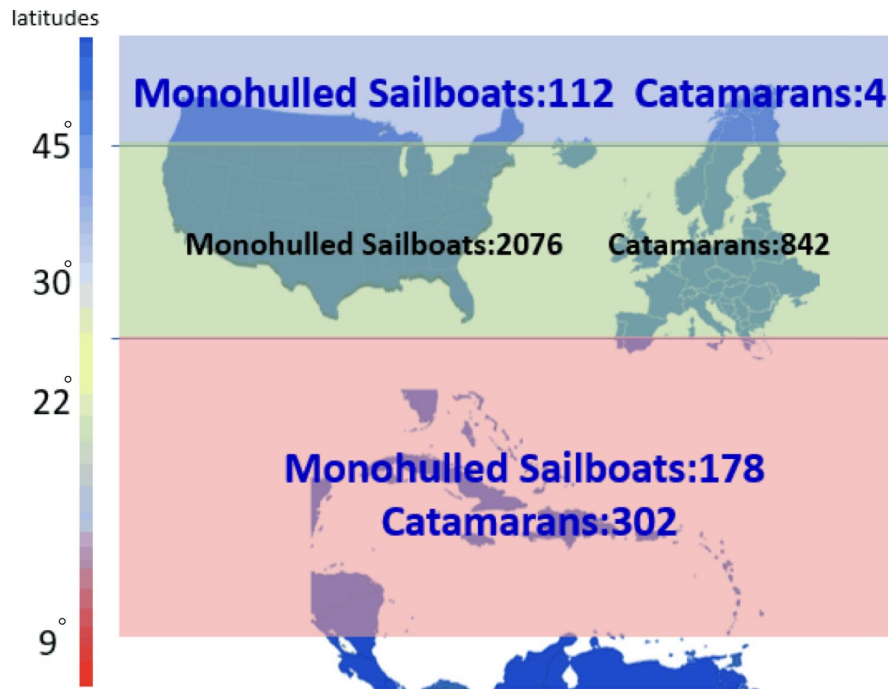 latitudes
Monohulled Sailboats:112 Catamarans:4
45°
Monohulled Sailboats:2076 Catamarans:842
30°
22°
Monohulled Sailboats:178
Catamarans:302
9°